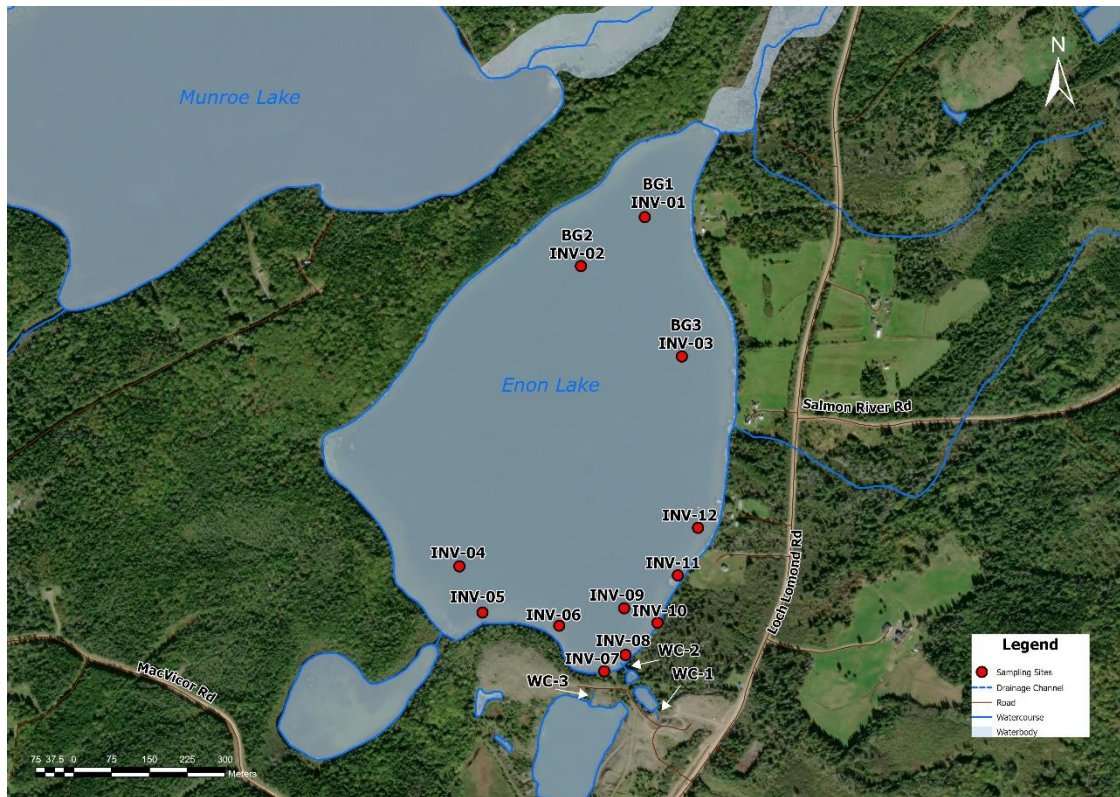 N
Munroe Lake
BG1
INV-01
BG2
INV-02
BG3
INV-03
Enon Lake
Salmon River Rd
INV-12
Loch Lomond Rd
INV-04
INV-11
INV-05
INV-09
INV-06
INV-10
INV-08
WC-2
INV-07
WC-1
WC-3
MacVicor Rd
Legend
Sampling Sites
Drainage Channel
Road
Watercourse
Waterbody
75 37.5 0 75 150 225 300
Meters